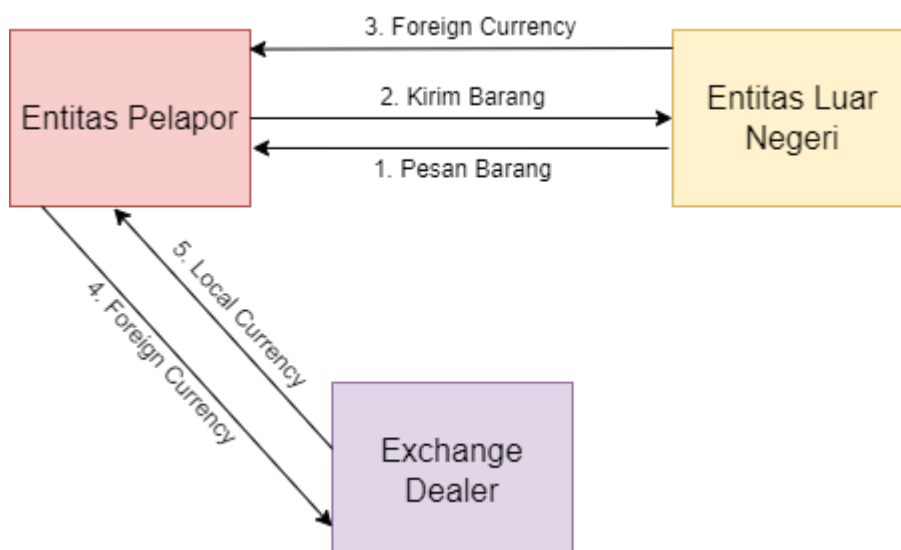 3. Foreign Currency
Entitas Pelapor
2. Kirim Barang
Entitas Luar
Negeri
1. Pesan Barang
5. Local Currency
4. Foreign Currency
Exchange
Dealer